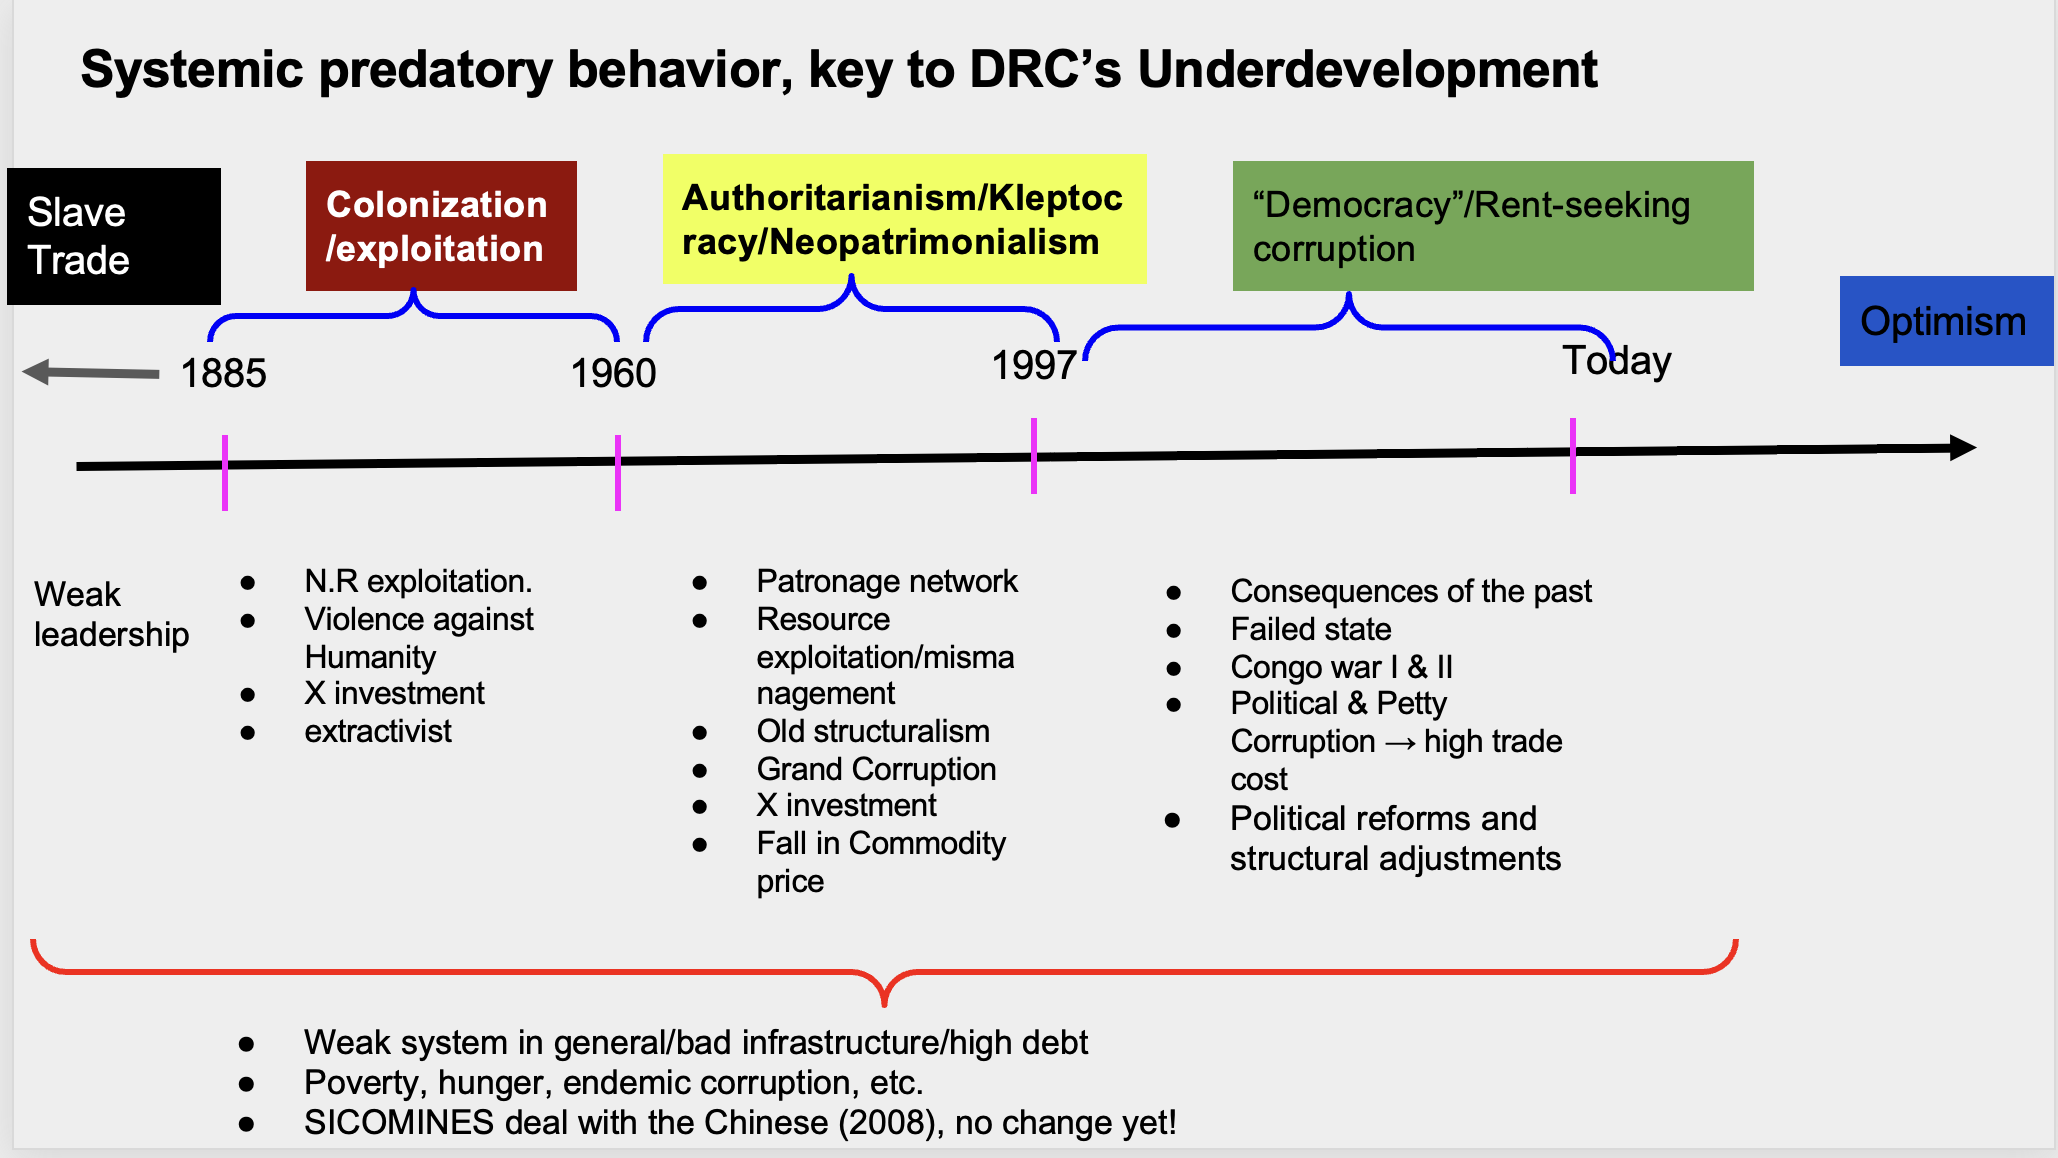 Systemic predatory behavior, key to DRC’s Underdevelopment
Slave
Trade
Colonization
/exploitation
Authoritarianism/Kleptoc
racy/Neopatrimonialism
“Democracy”/Rent-seeking
corruption
Optimism
1885
1960
1997
Today
Weak
leadership
● N.R exploitation.
● Violence against
Humanity
● X investment
● extractivist
● Patronage network
● Resource
exploitation/misma
nagement
● Old structuralism
● Grand Corruption
● X investment
● Fall in Commodity
price
● Consequences of the past
● Failed state
● Congo war I & II
● Political & Petty
Corruption → high trade
cost
● Political reforms and
structural adjustments
● Weak system in general/bad infrastructure/high debt
● Poverty, hunger, endemic corruption, etc.
● SICOMINES deal with the Chinese (2008), no change yet!